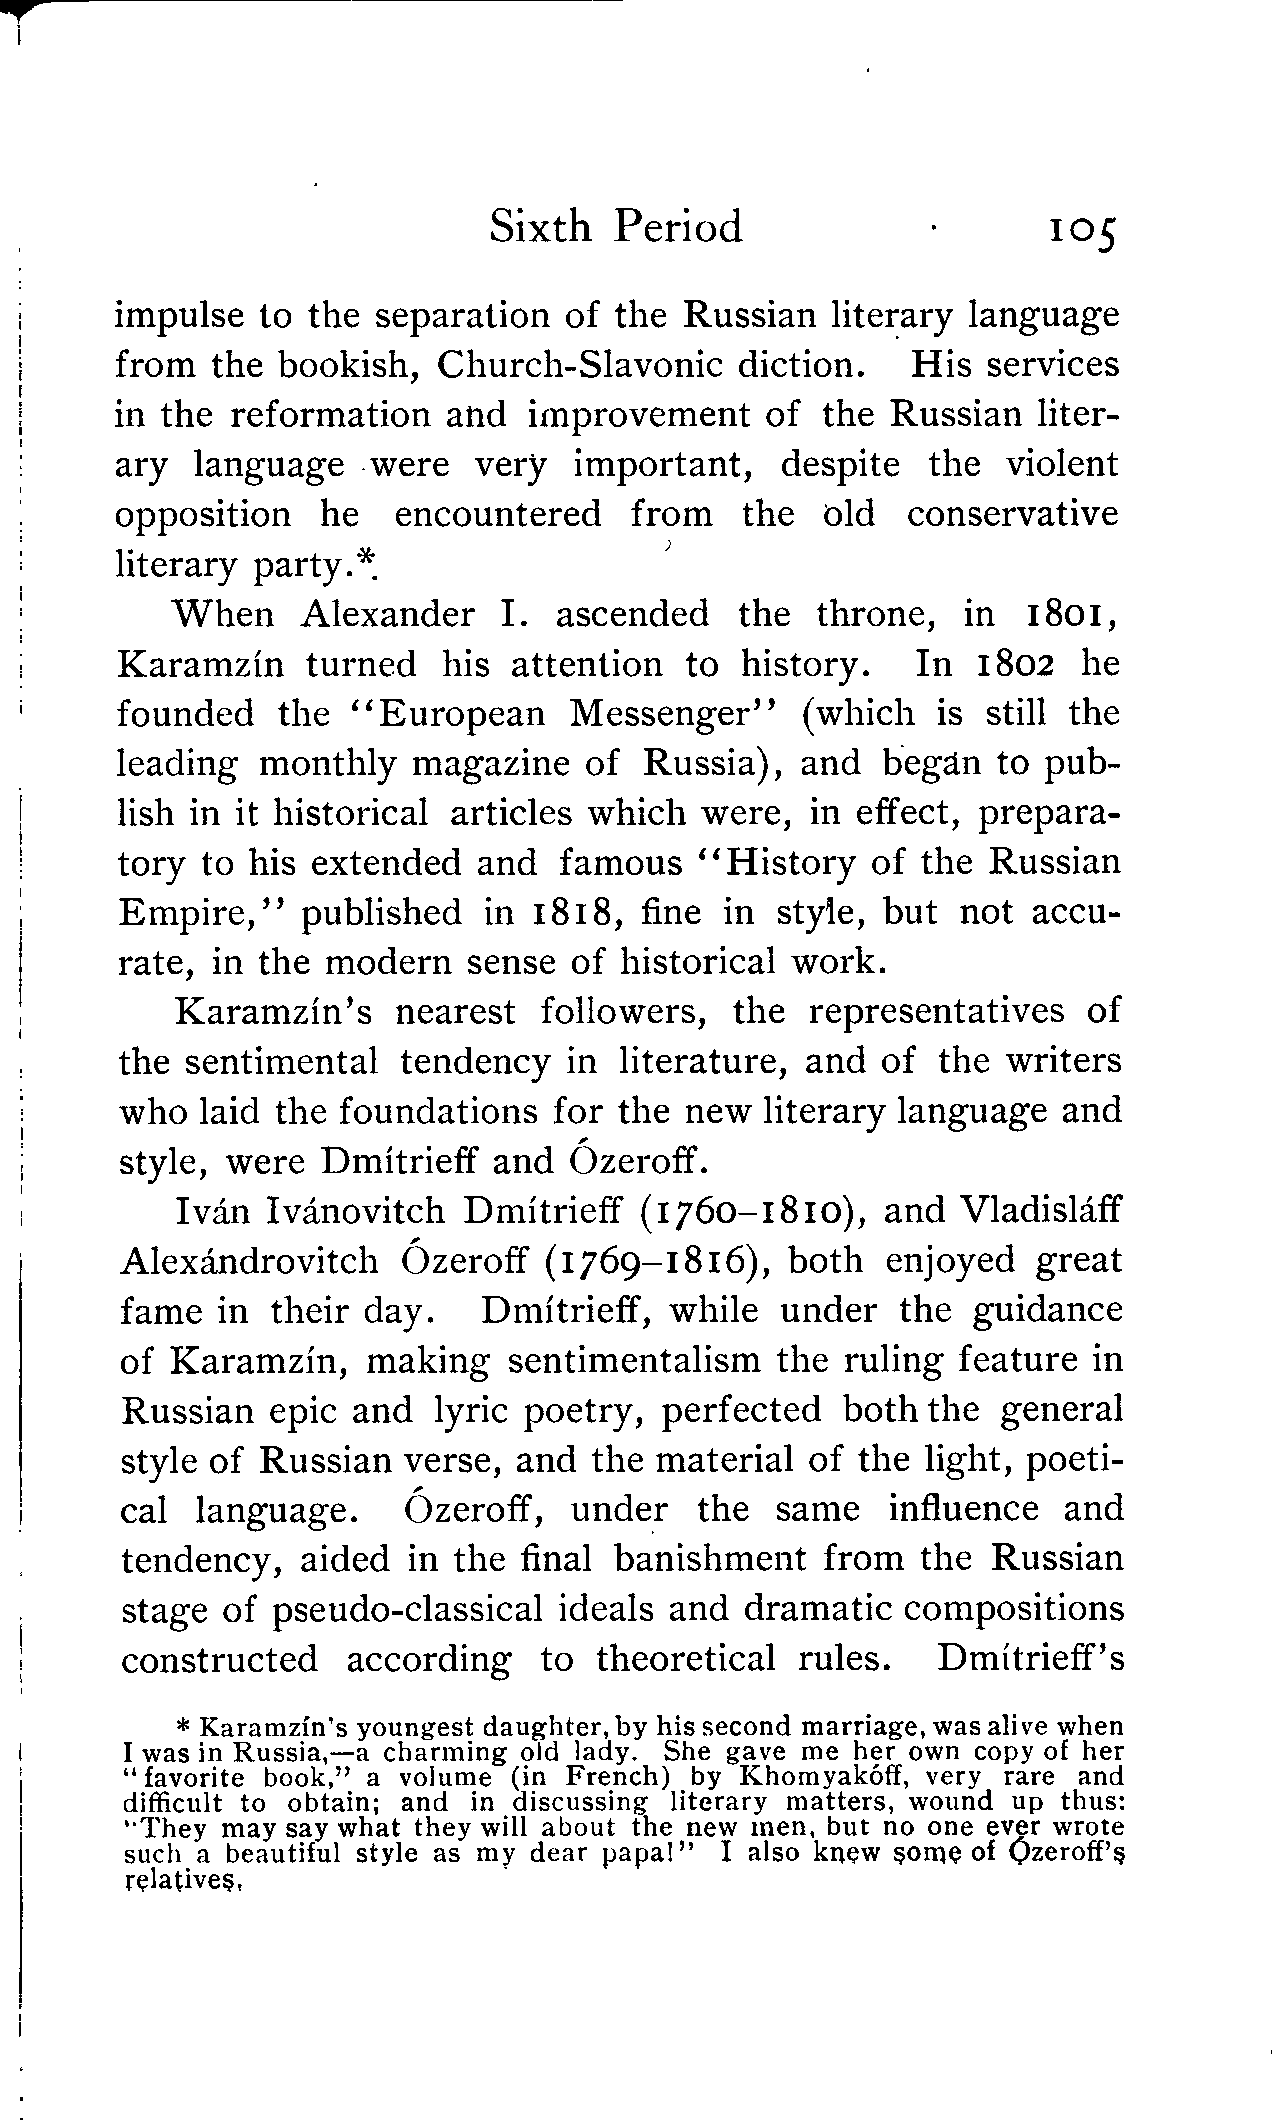 Sixth Period 105
impulse to the separation of the Russian literary language
from the bookish, Church-Slavonic diction. His services
in the reformation and improvement of the Russian liter-
ary language were very important, despite the violent
opposition he encountered from the old conservative
literary party.*
When Alexander I. ascended the throne, in 1801,
Karamzín turned his attention to history. In 1802 he
founded the "European Messenger" (which is still the
leading monthly magazine of Russia), and began to pub-
lish in it historical articles which were, in effect, prepara-
tory to his extended and famous "History of the Russian
Empire," published in 1818, fine in style, but not accu-
rate, in the modern sense of historical work.
Karamzín's nearest followers, the representatives of
the sentimental tendency in literature, and of the writers
who laid the foundations for the new literary language and
style, were Dmítrieff and Ózeroff.
Iván Ivánovitch Dmítrieff (1760–1810), and Vladisláff
Alexándrovitch Ózeroff (1769–1816), both enjoyed great
fame in their day. Dmítrieff, while under the guidance
of Karamzín, making sentimentalism the ruling feature in
Russian epic and lyric poetry, perfected both the general
style of Russian verse, and the material of the light, poeti-
cal language. Ózeroff, under the same influence and
tendency, aided in the final banishment from the Russian
stage of pseudo-classical ideals and dramatic compositions
constructed according to theoretical rules. Dmítrieff's
* Karamzín's youngest daughter, by his second marriage, was alive when
I was in Russia,—a charming old lady. She gave me her own copy of her
"favorite book," a volume (in French) by Khomyakóff, very rare and
difficult to obtain; and in discussing literary matters, wound up thus:
"They may say what they will about the new men, but no one ever wrote
such a beautiful style as my dear papa!" I also knew some of Ozeroff's
relatives.